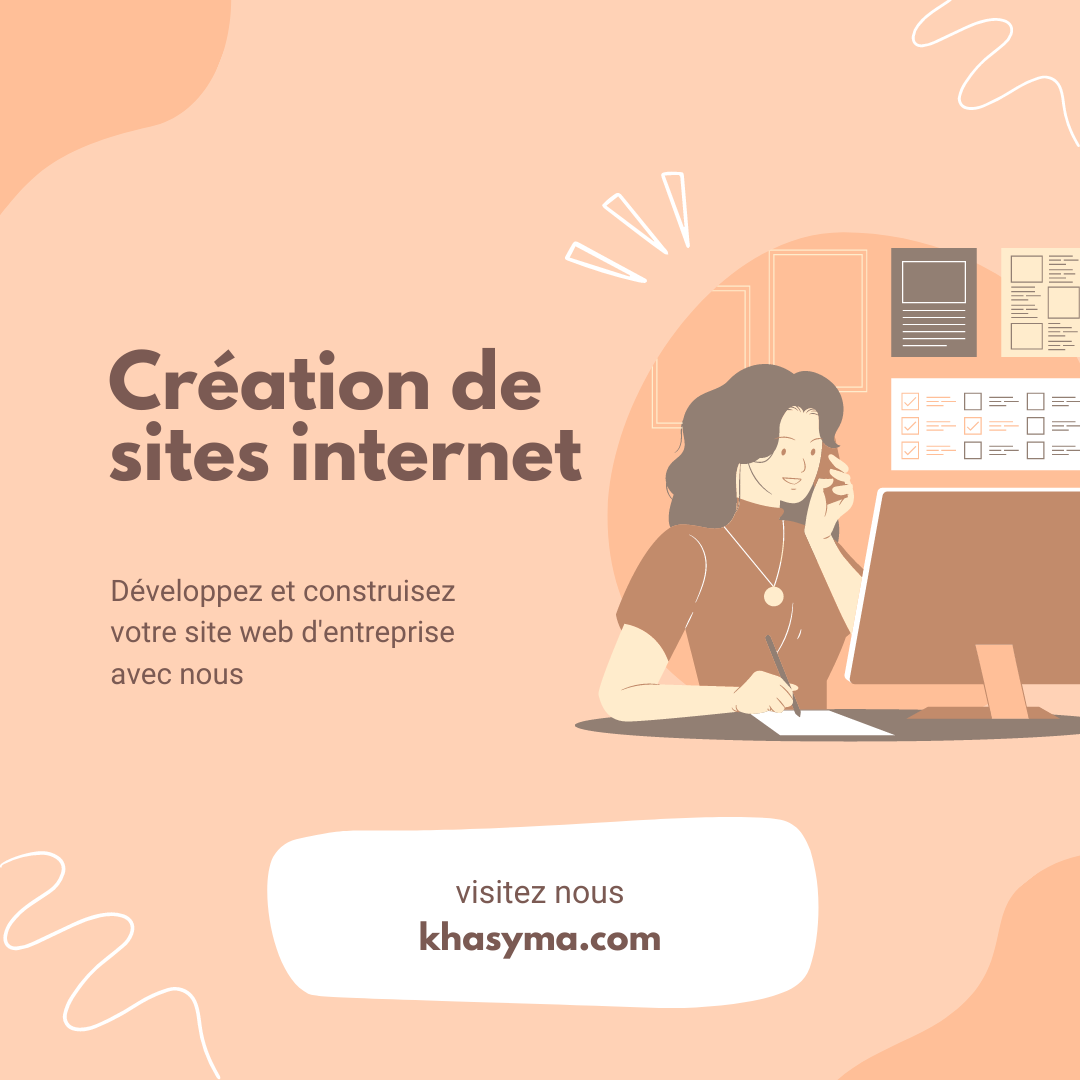 Création de
sites internet
Développez et construisez
votre site web d'entreprise
avec nous
visitez nous
khasyma.com